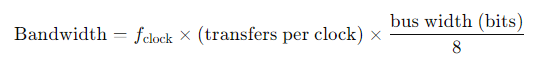 Bandwidth = f_clock × (transfers per clock) × bus width (bits) / 8